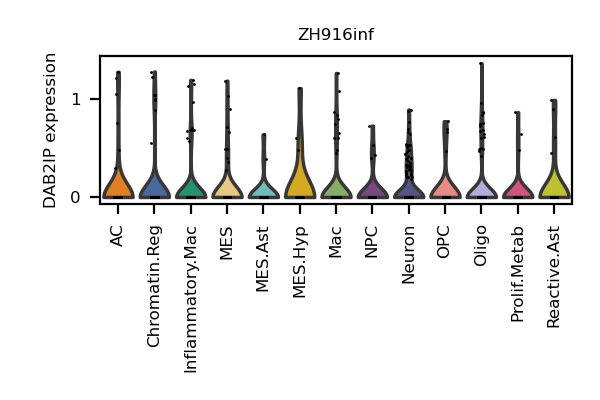 ZH916inf
DAB2IP expression
1
0
AC
Chromatin.Reg
Inflammatory.Mac
MES
MES.Ast
MES.Hyp
Mac
NPC
Neuron
OPC
Oligo
Prolif.Metab
Reactive.Ast